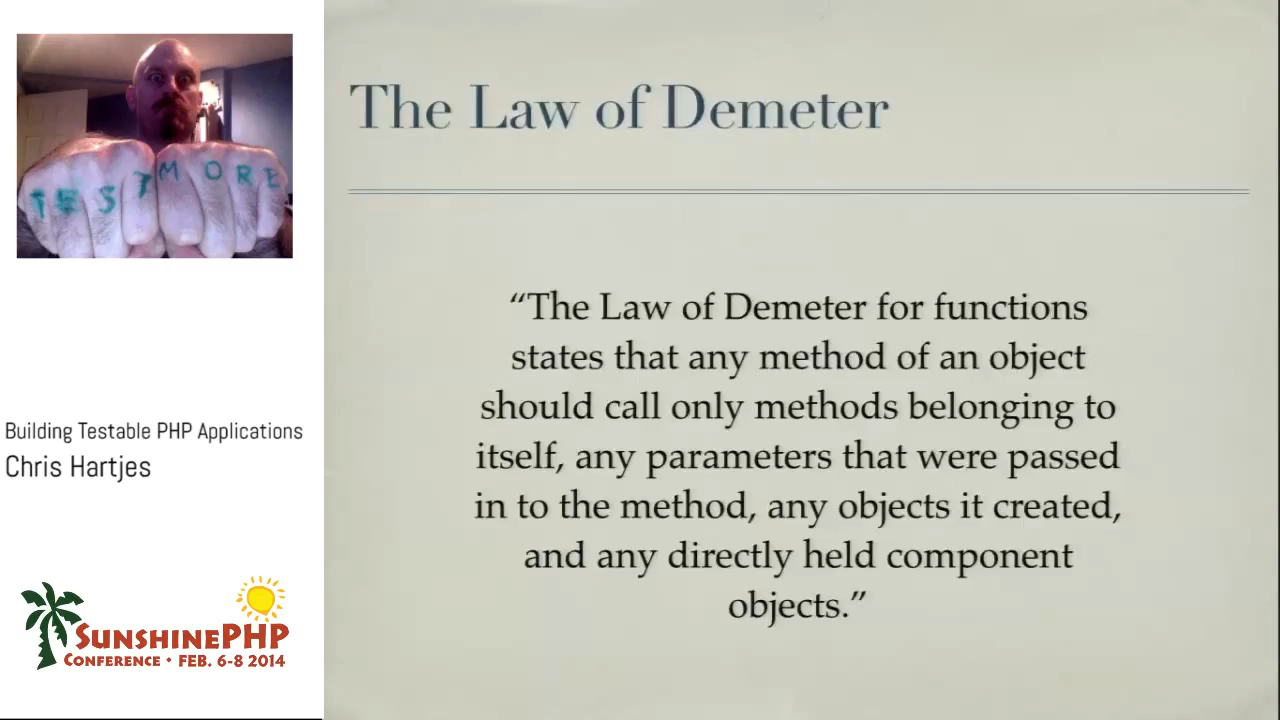 TEST MORE
Building Testable PHP Applications
Chris Hartjes
SUNSHINEPHP
CONFERENCE • FEB. 6-8 2014
The Law of Demeter
“The Law of Demeter for functions
states that any method of an object
should call only methods belonging to
itself, any parameters that were passed
in to the method, any objects it created,
and any directly held component
objects.”